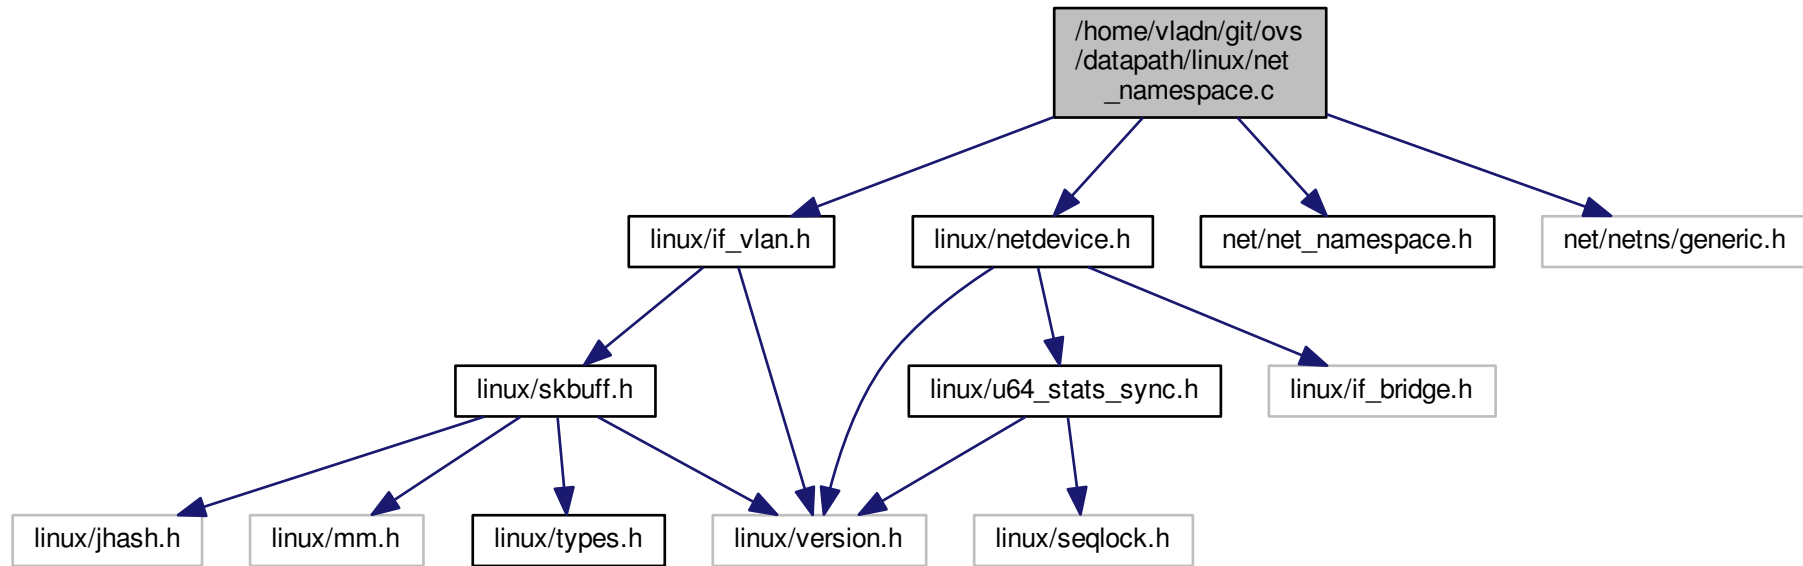 /home/vladn/git/ovs
/datapath/linux/net
_namespace.c
linux/if_vlan.h
linux/netdevice.h
net/net_namespace.h
net/netns/generic.h
linux/skbuff.h
linux/u64_stats_sync.h
linux/if_bridge.h
linux/jhash.h
linux/mm.h
linux/types.h
linux/version.h
linux/seqlock.h